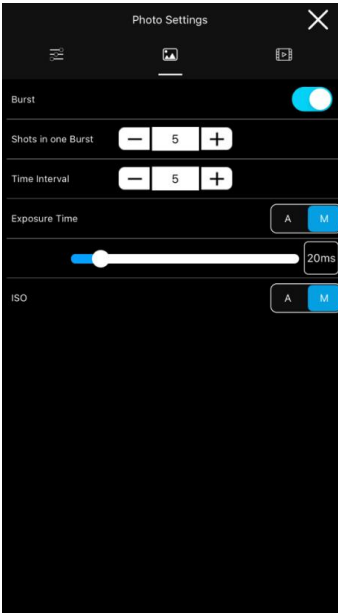 Photo Settings
Burst
Shots in one Burst 5
Time Interval 5
Exposure Time A M
20ms
ISO A M